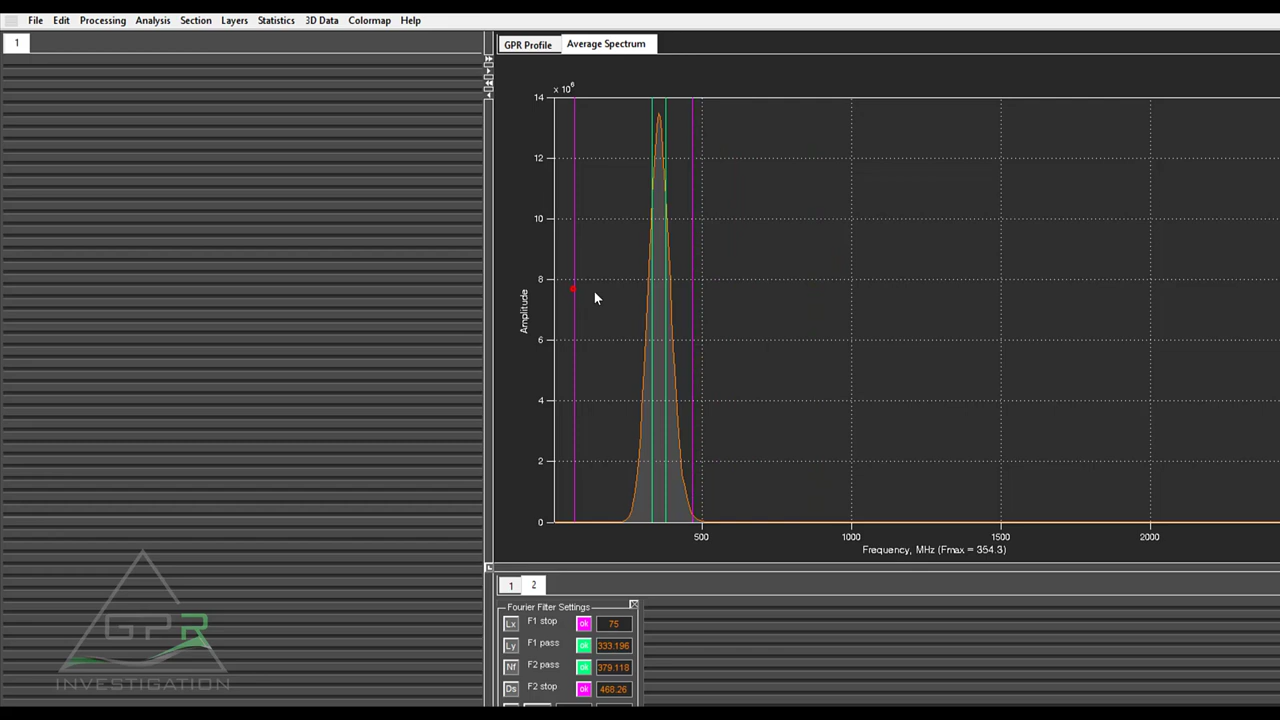 File Edit Processing Analysis Section Layers Statistics 3D Data Colormap Help
1
GPR Profile Average Spectrum
x 10^6
14
12
10
8
6
4
2
0
Amplitude
500 1000 1500 2000
Frequency, MHz (Fmax = 354.3)
1 2
Fourier Filter Settings
Lx F1 stop ok 75
Ly F1 pass ok 333.196
Nf F2 pass ok 379.118
Ds F2 stop ok 468.26
GPR
INVESTIGATION